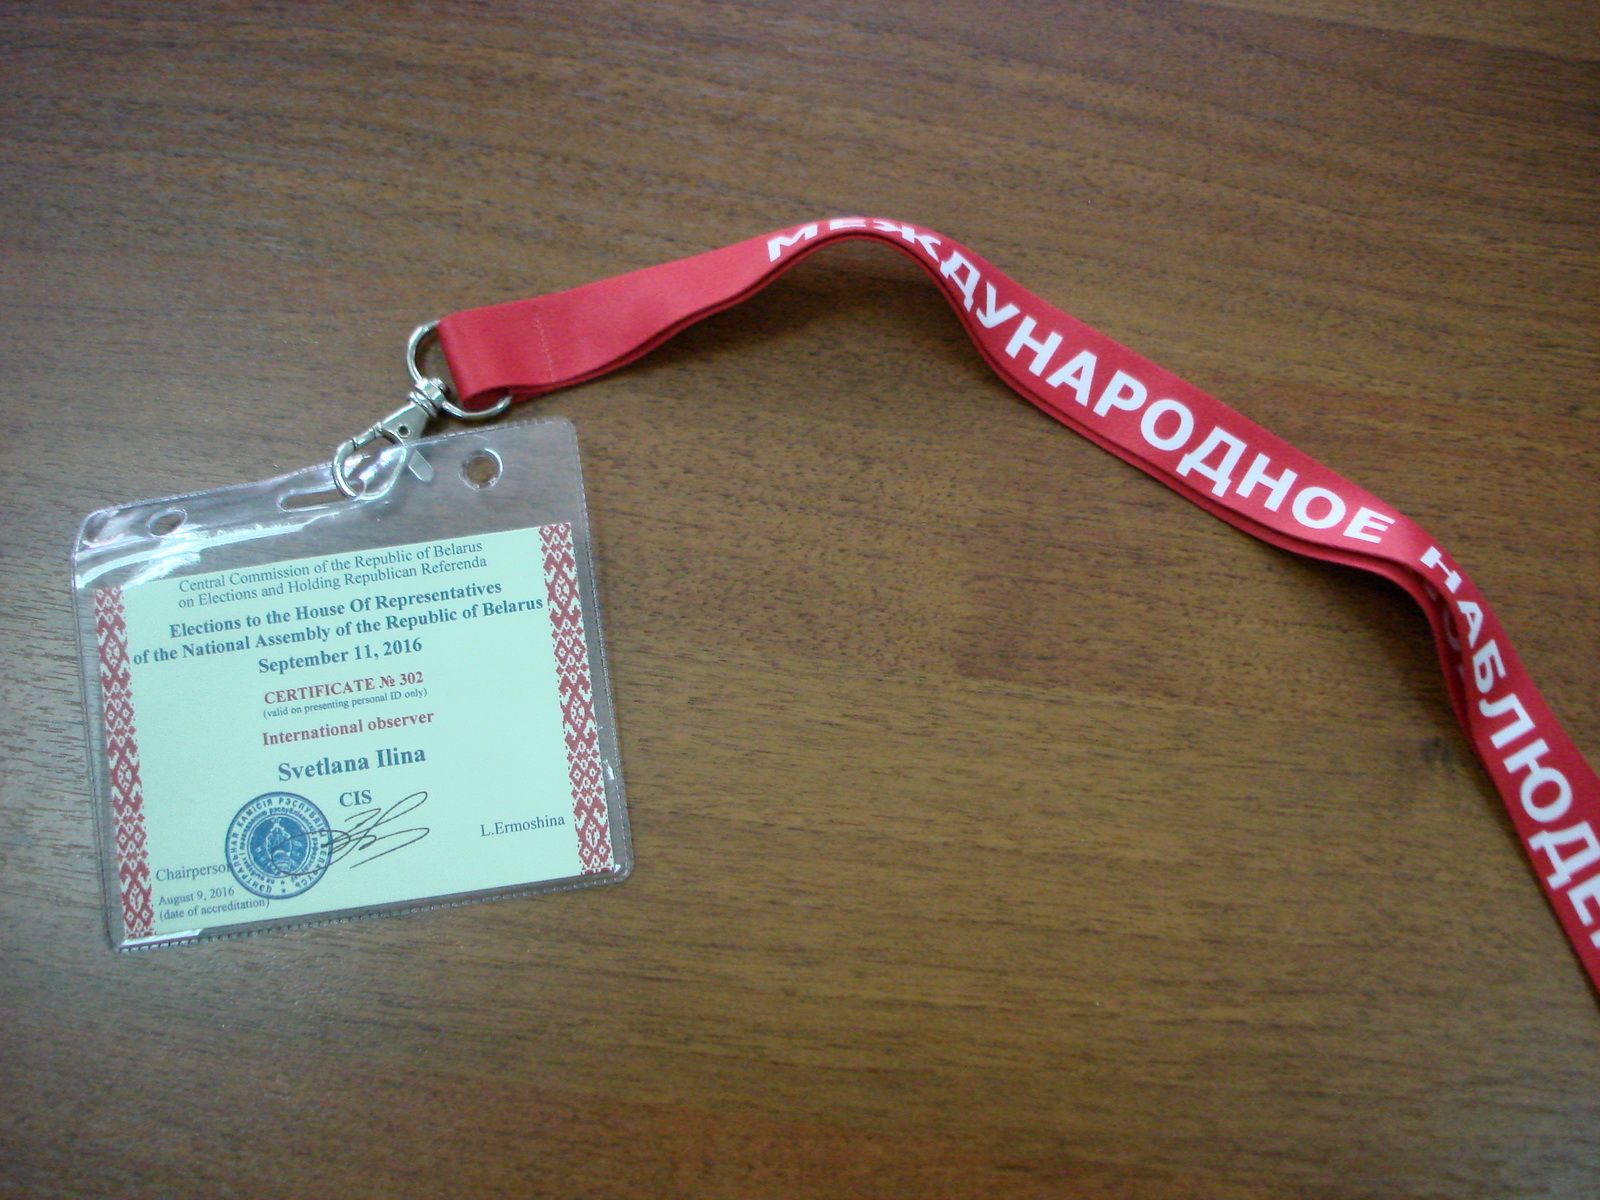 МЕЖДУНАРОДНОЕ НАБЛЮДЕ
Central Commission of the Republic of Belarus
on Elections and Holding Republican Referenda
Elections to the House Of Representatives
of the National Assembly of the Republic of Belarus
September 11, 2016
CERTIFICATE № 302
(valid on presenting personal ID only)
International observer
Svetlana Ilina
CIS
L.Ermoshina
Chairperson
August 9, 2016
(date of accreditation)